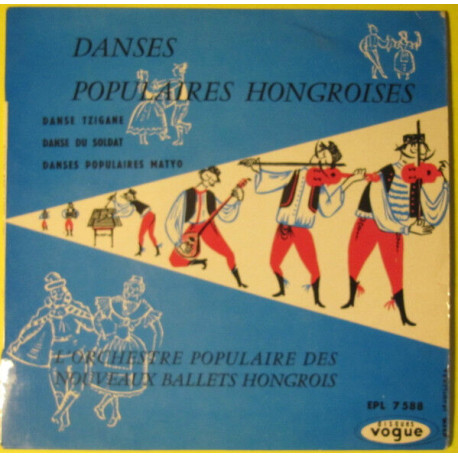 DANSES
POPULAIRES HONGROISES
DANSE TZIGANE
DANSE DU SOLDAT
DANSES POPULAIRES MATYO
L'ORCHESTRE POPULAIRE DES
NOUVEAUX BALLETS HONGROIS
EPL 7588
DISQUES
vogue